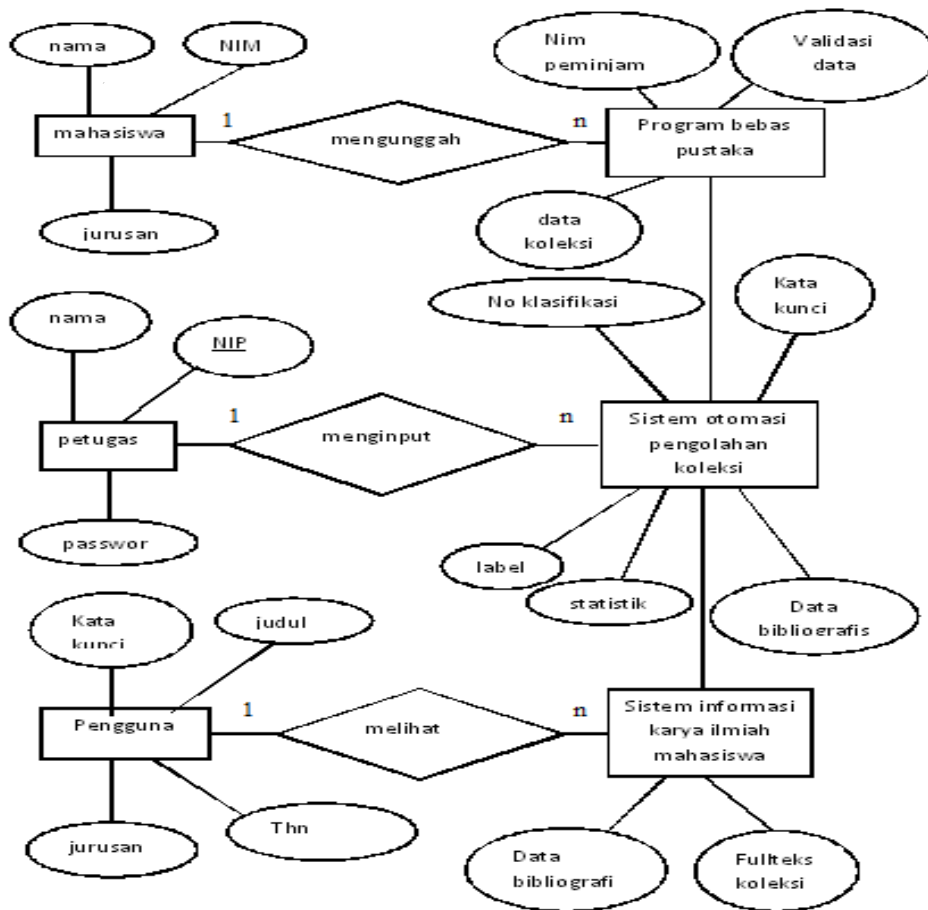 nama
NIM
Nim
peminjam
Validasi
data
mahasiswa
1
mengunggah
n
Program bebas
pustaka
jurusan
data
koleksi
nama
NIP
No klasifikasi
Kata
kunci
petugas
1
menginput
n
Sistem otomasi
pengolahan
koleksi
passwor
label
statistik
Data
bibliografis
Kata
kunci
judul
Pengguna
1
melihat
n
Sistem informasi
karya ilmiah
mahasiswa
jurusan
Thn
Data
bibliografi
Fullteks
koleksi